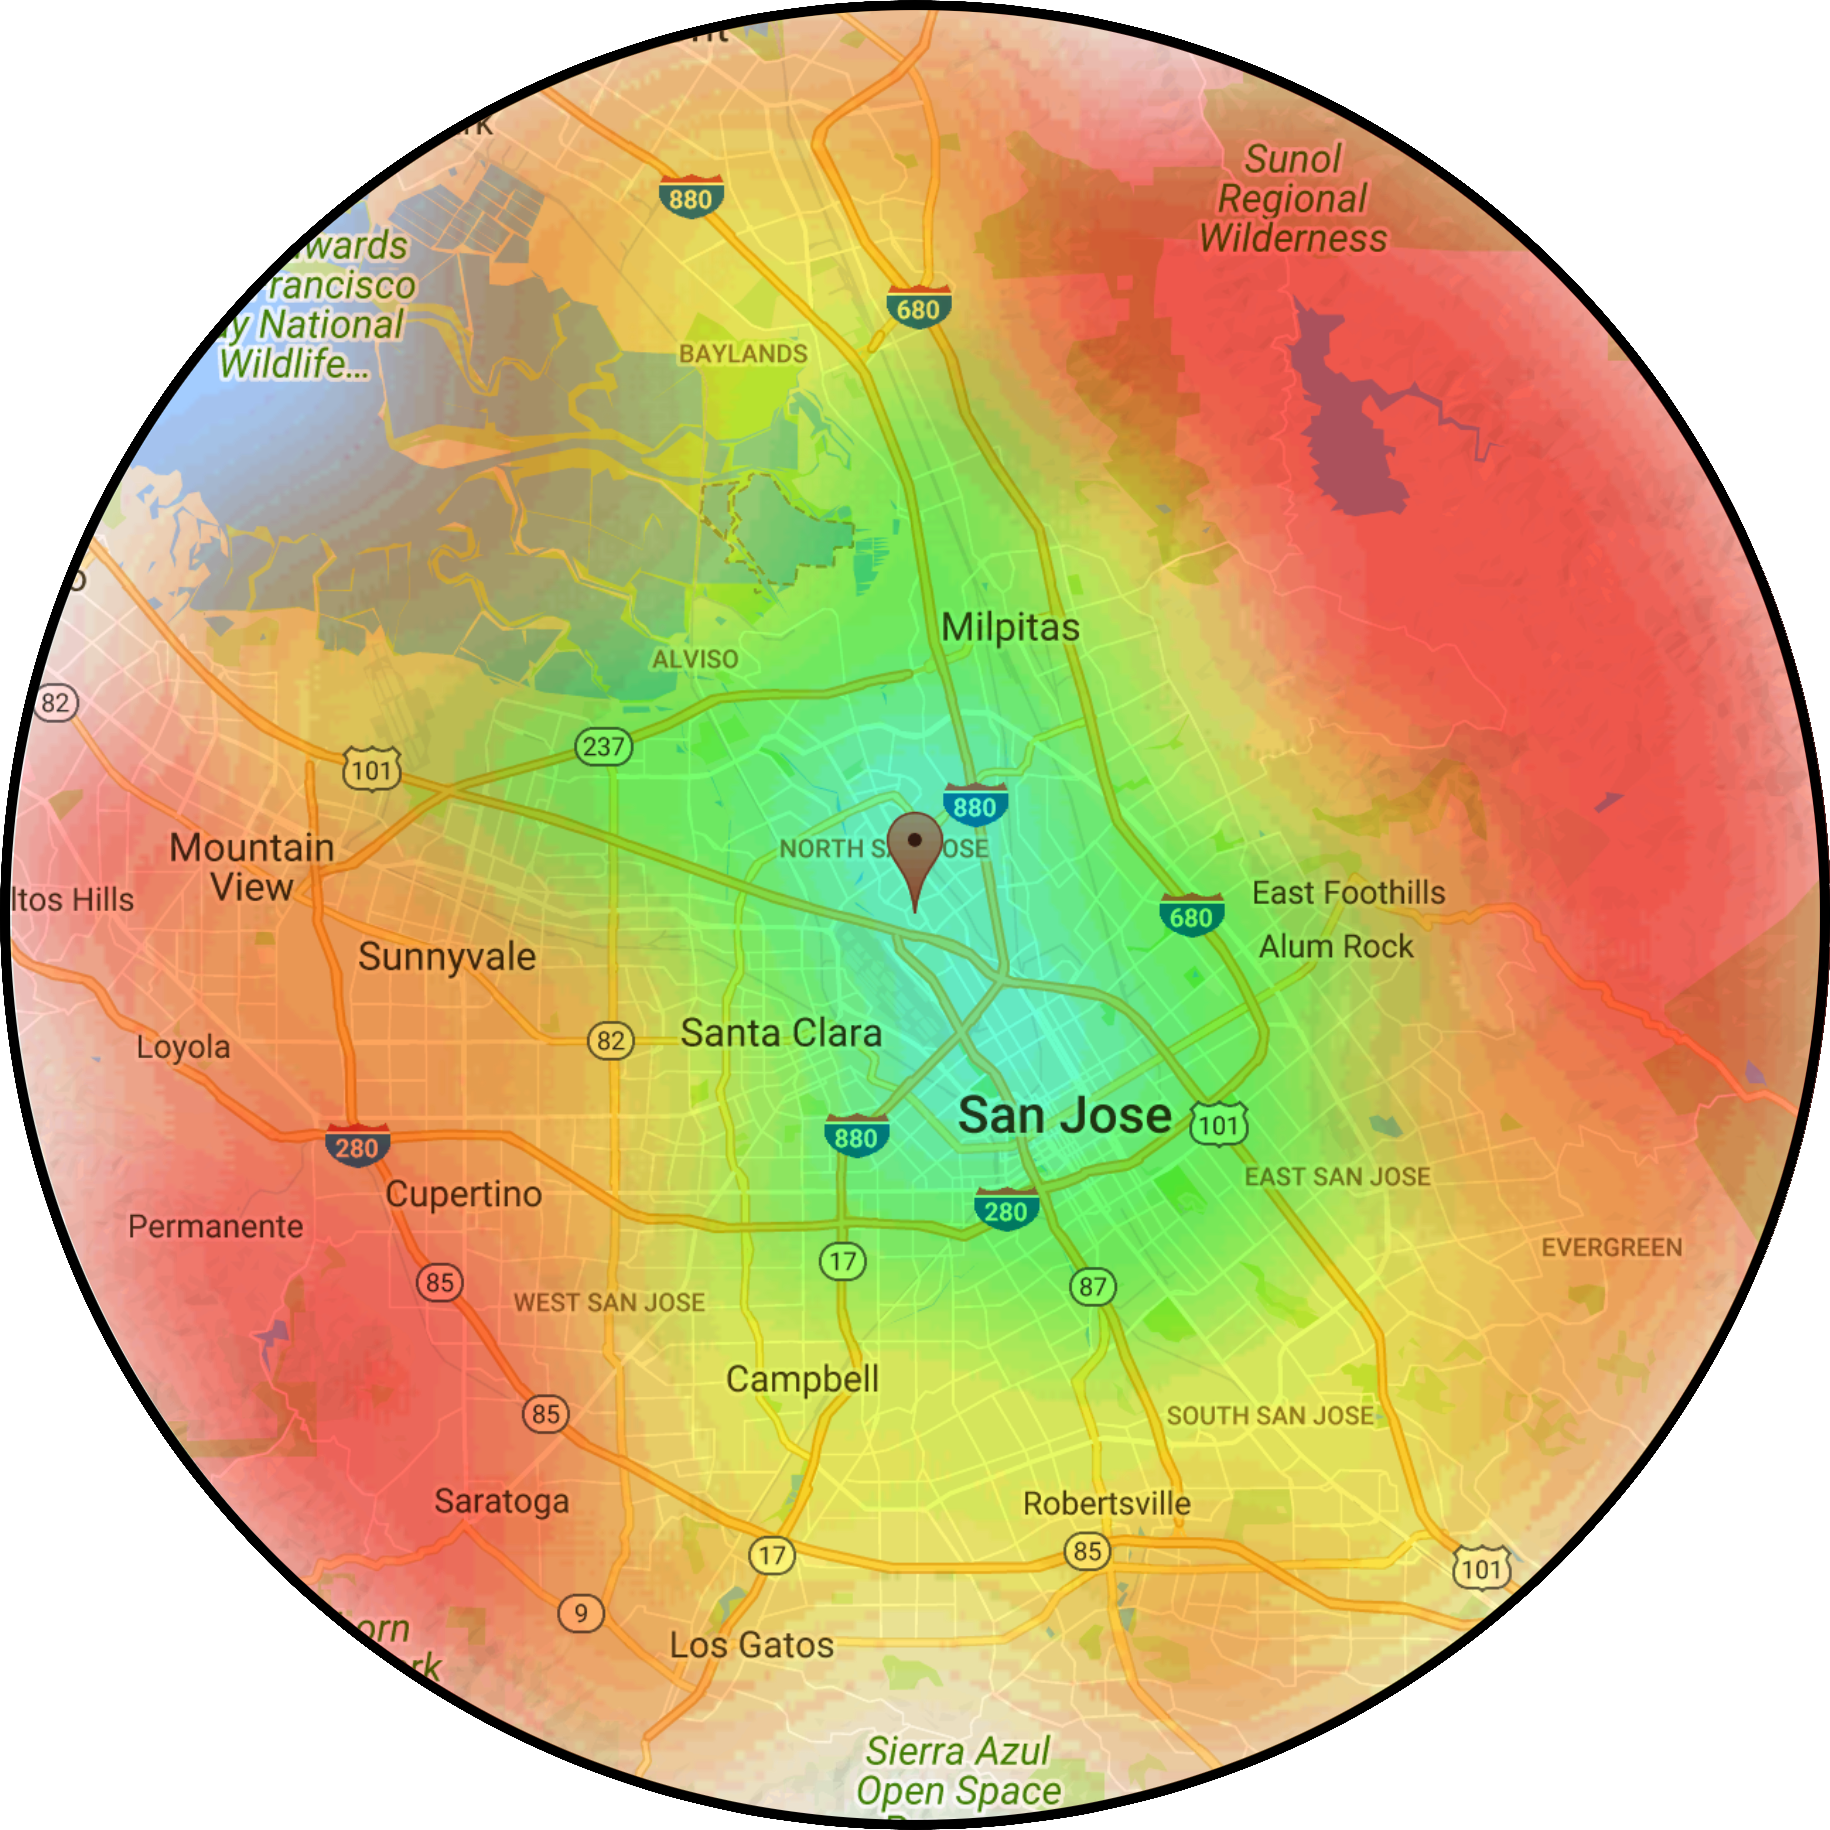 880
Sunol
Regional
Wilderness
wards
rancisco
y National
Wildlife...
680
BAYLANDS
Milpitas
ALVISO
82
237
101
880
NORTH S
OSE
Mountain
View
ltos Hills
East Foothills
680
Alum Rock
Sunnyvale
Santa Clara
82
Loyola
San Jose
101
880
280
EAST SAN JOSE
Cupertino
280
Permanente
EVERGREEN
17
85
87
WEST SAN JOSE
Campbell
85
SOUTH SAN JOSE
Saratoga
Robertsville
17
85
101
9
orn
rk
Los Gatos
Sierra Azul
Open Space